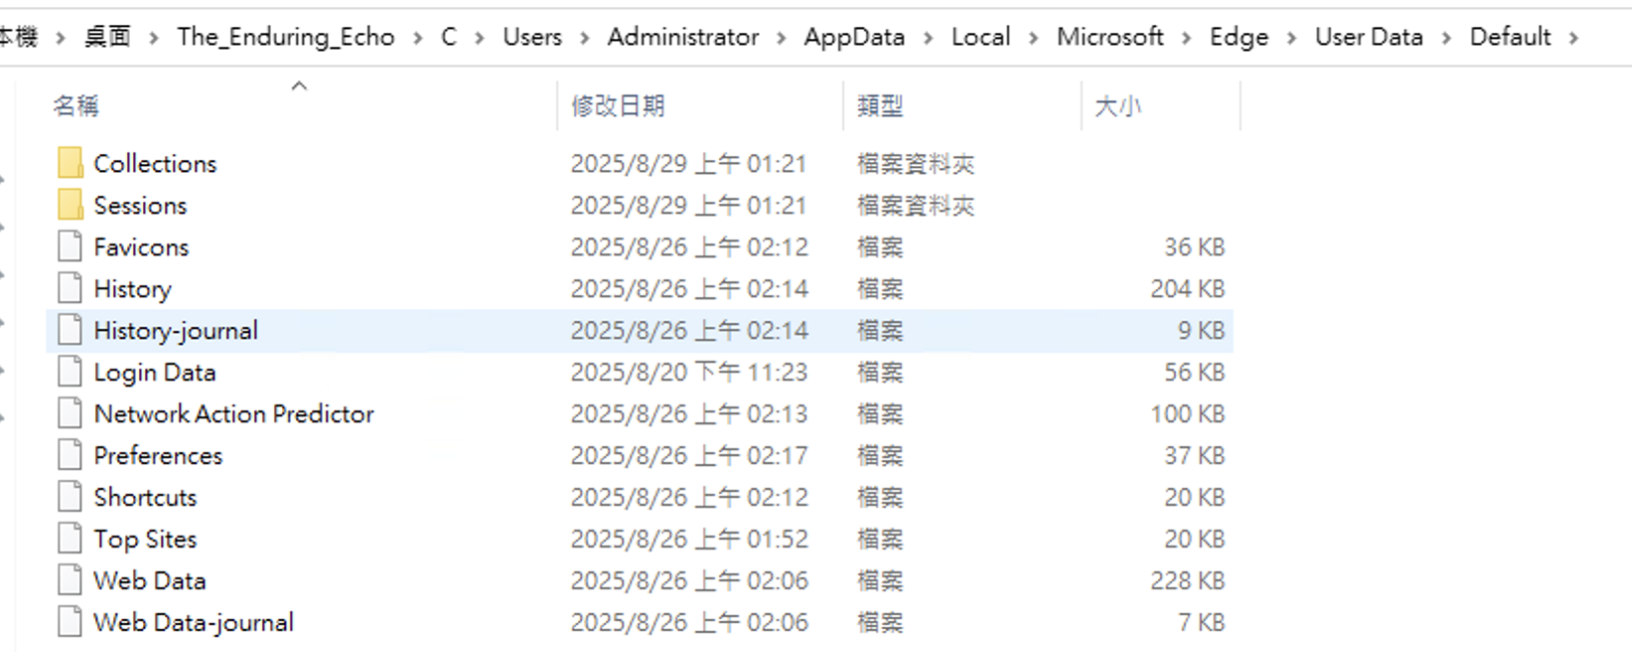 本機 › 桌面 › The_Enduring_Echo › C › Users › Administrator › AppData › Local › Microsoft › Edge › User Data › Default ›
名稱 修改日期 類型 大小
Collections 2025/8/29 上午 01:21 檔案資料夾
Sessions 2025/8/29 上午 01:21 檔案資料夾
Favicons 2025/8/26 上午 02:12 檔案 36 KB
History 2025/8/26 上午 02:14 檔案 204 KB
History-journal 2025/8/26 上午 02:14 檔案 9 KB
Login Data 2025/8/20 下午 11:23 檔案 56 KB
Network Action Predictor 2025/8/26 上午 02:13 檔案 100 KB
Preferences 2025/8/26 上午 02:17 檔案 37 KB
Shortcuts 2025/8/26 上午 02:12 檔案 20 KB
Top Sites 2025/8/26 上午 01:52 檔案 20 KB
Web Data 2025/8/26 上午 02:06 檔案 228 KB
Web Data-journal 2025/8/26 上午 02:06 檔案 7 KB